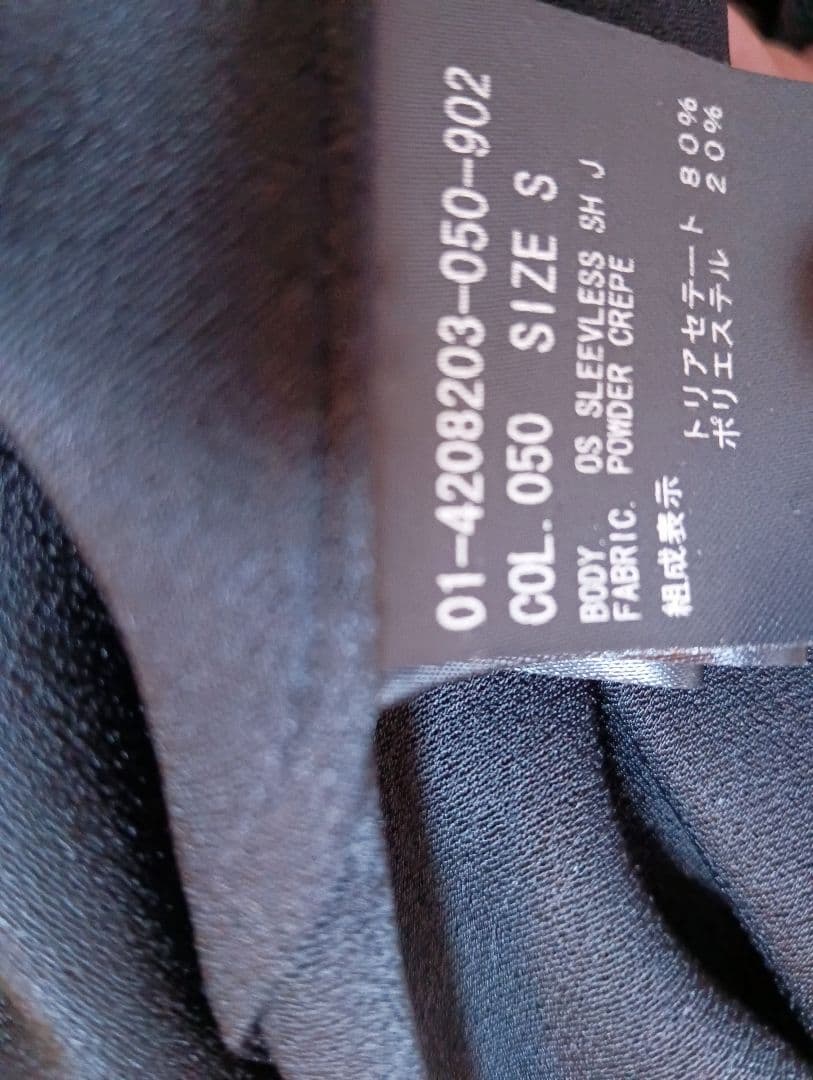 01-4208203-050-902
COL. 050 SIZE S
BODY. OS SLEEVLESS SH J
FABRIC. POWDER CREPE
組成表示
トリアセテート 80%
ポリエステル 20%